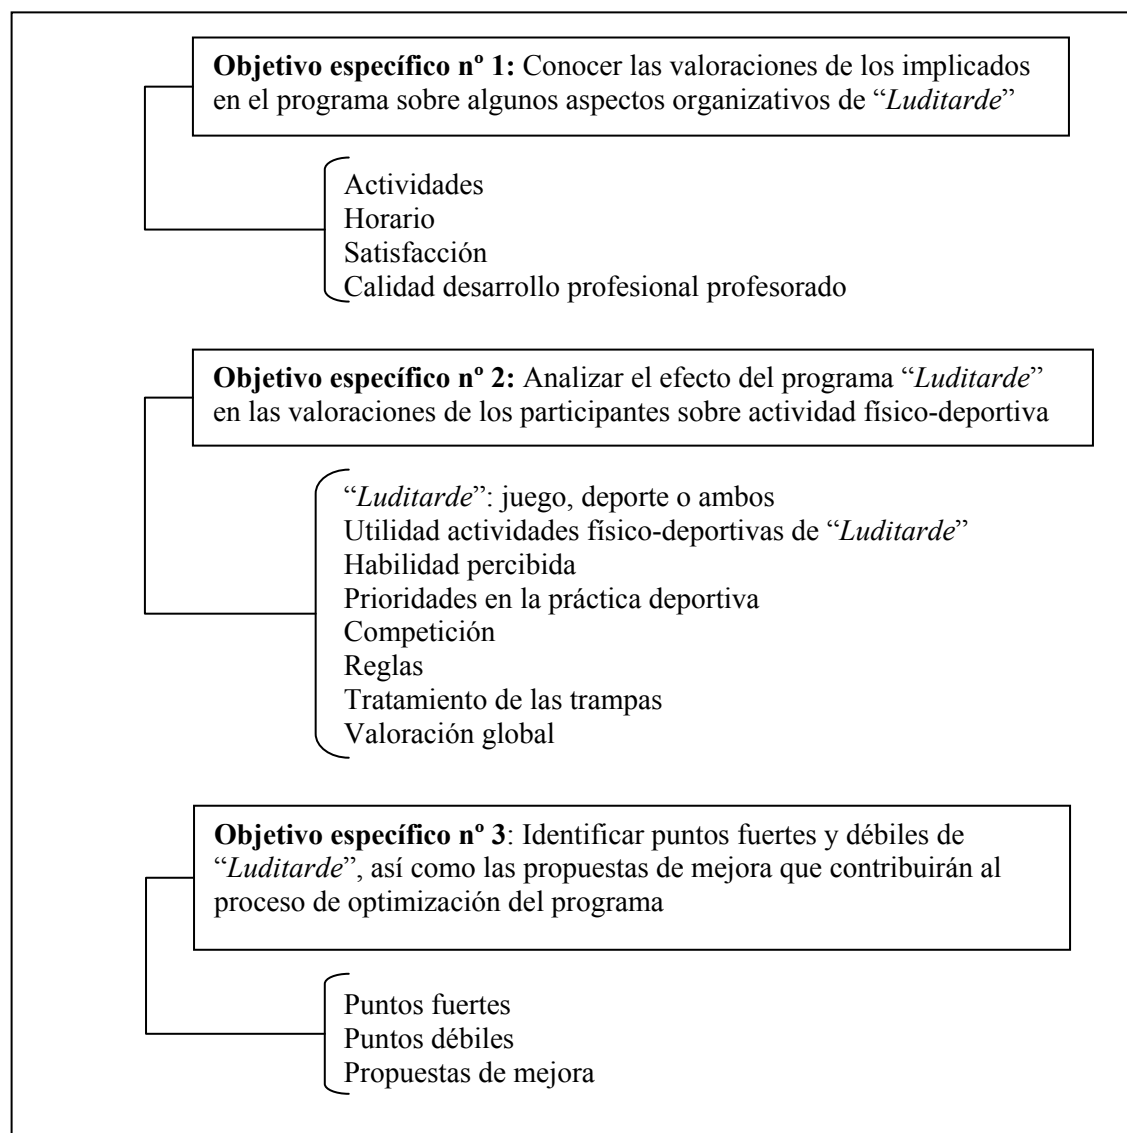 Objetivo específico nº 1: Conocer las valoraciones de los implicados
en el programa sobre algunos aspectos organizativos de “Luditarde”
Actividades
Horario
Satisfacción
Calidad desarrollo profesional profesorado
Objetivo específico nº 2: Analizar el efecto del programa “Luditarde”
en las valoraciones de los participantes sobre actividad físico-deportiva
“Luditarde”: juego, deporte o ambos
Utilidad actividades físico-deportivas de “Luditarde”
Habilidad percibida
Prioridades en la práctica deportiva
Competición
Reglas
Tratamiento de las trampas
Valoración global
Objetivo específico nº 3: Identificar puntos fuertes y débiles de
“Luditarde”, así como las propuestas de mejora que contribuirán al
proceso de optimización del programa
Puntos fuertes
Puntos débiles
Propuestas de mejora